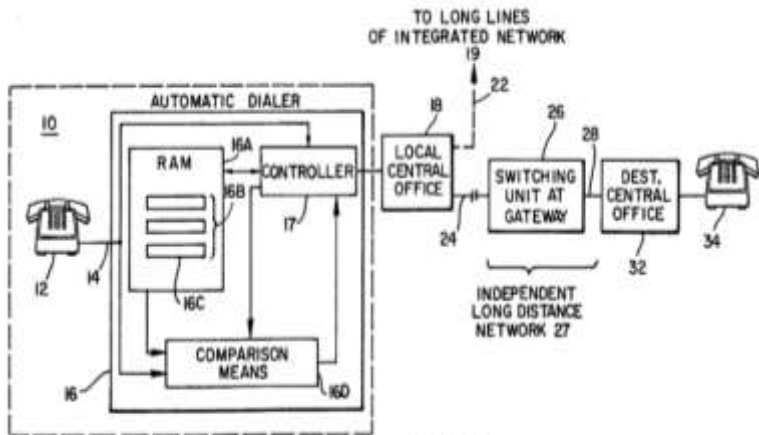 TO LONG LINES
OF INTEGRATED NETWORK
19
22
AUTOMATIC DIALER
10
RAM
16A
CONTROLLER
17
16B
16C
12
14
COMPARISON
MEANS
16
16D
18
LOCAL
CENTRAL
OFFICE
24
26
SWITCHING
UNIT AT
GATEWAY
28
DEST.
CENTRAL
OFFICE
32
34
INDEPENDENT
LONG DISTANCE
NETWORK 27